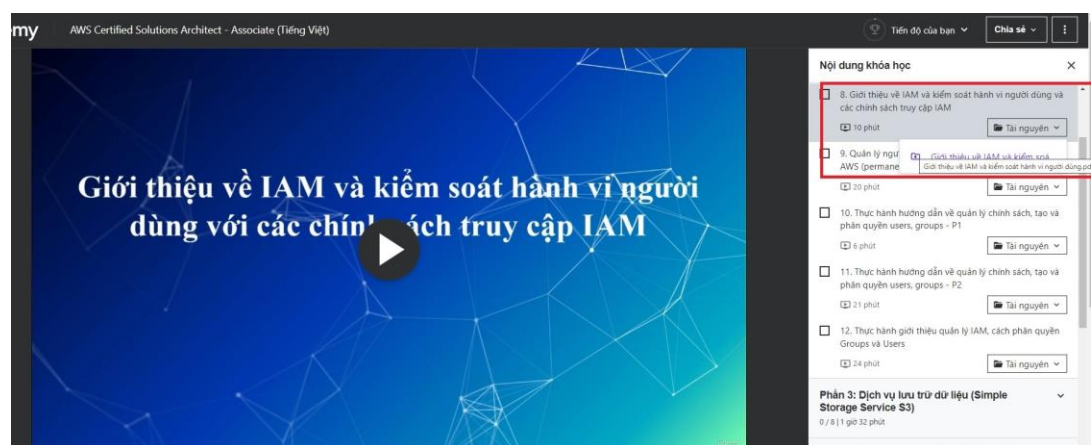 my
AWS Certified Solutions Architect - Associate (Tiếng Việt)
Tiến độ của bạn
Chia sẻ
Giới thiệu về IAM và kiểm soát hành vi người
dùng với các chính sách truy cập IAM
Nội dung khóa học
8. Giới thiệu về IAM và kiểm soát hành vi người dùng và
các chính sách truy cập IAM
10 phút
Tài nguyên
9. Quản lý ngư
AWS (permane
Giới thiệu về IAM và kiểm soá
Giới thiệu về IAM và kiểm soát hành vi người dùng.pd
20 phút
Tài nguyên
10. Thực hành hướng dẫn về quản lý chính sách, tạo và
phân quyền users, groups - P1
6 phút
Tài nguyên
11. Thực hành hướng dẫn về quản lý chính sách, tạo và
phân quyền users, groups - P2
21 phút
Tài nguyên
12. Thực hành giới thiệu quản lý IAM, cách phân quyền
Groups và Users
24 phút
Tài nguyên
Phần 3: Dịch vụ lưu trữ dữ liệu (Simple
Storage Service S3)
0 / 8 | 1 giờ 32 phút